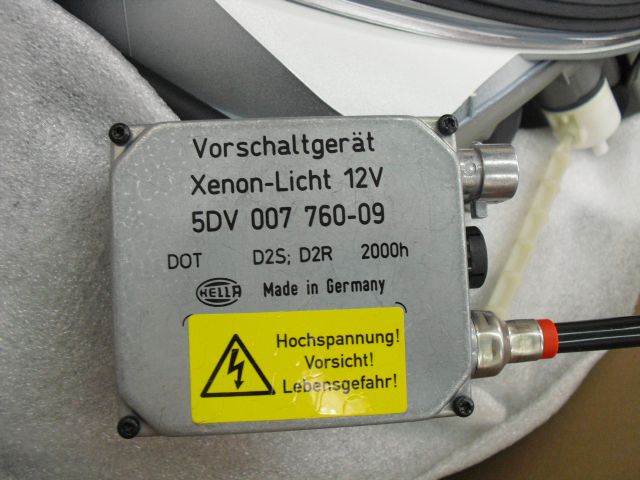 Vorschaltgerät
Xenon-Licht 12V
5DV 007 760-09
DOT D2S; D2R 2000h
HELLA Made in Germany
Hochspannung!
Vorsicht!
Lebensgefahr!